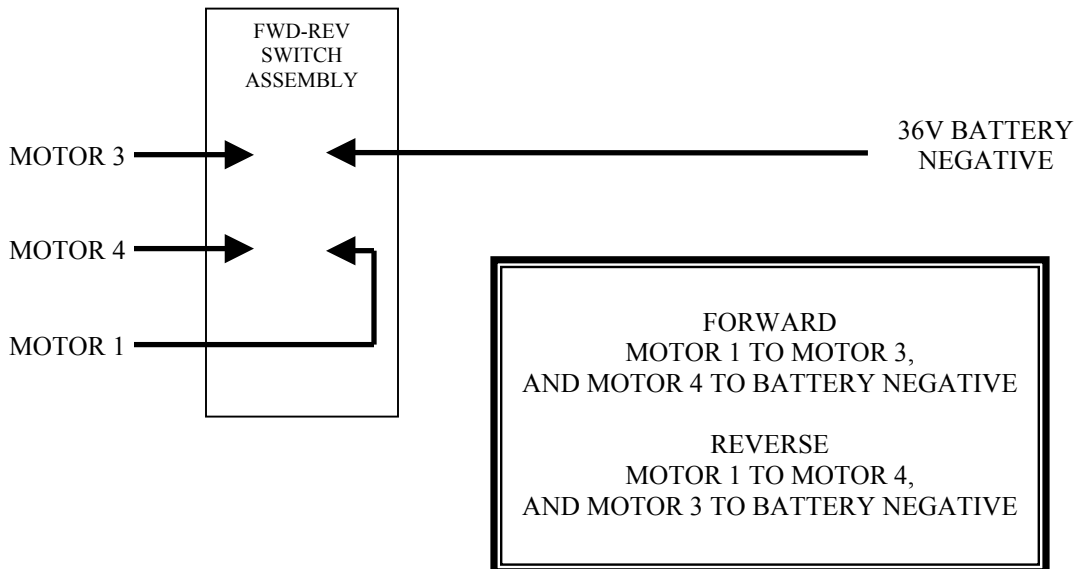 FWD-REV
SWITCH
ASSEMBLY
MOTOR 3
36V BATTERY
NEGATIVE
MOTOR 4
MOTOR 1
FORWARD
MOTOR 1 TO MOTOR 3,
AND MOTOR 4 TO BATTERY NEGATIVE
REVERSE
MOTOR 1 TO MOTOR 4,
AND MOTOR 3 TO BATTERY NEGATIVE